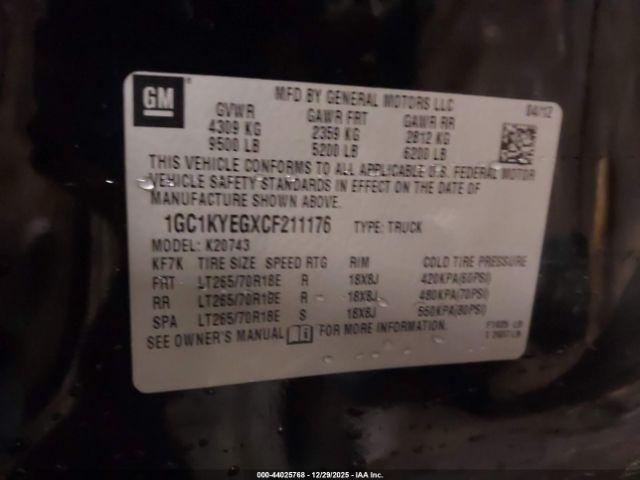 GM
MFD BY GENERAL MOTORS LLC
04/12
GVWR GAWR FRT GAWR RR
4309 KG 2359 KG 2812 KG
9500 LB 5200 LB 6200 LB
THIS VEHICLE CONFORMS TO ALL APPLICABLE U.S. FEDERAL MOTOR
VEHICLE SAFETY STANDARDS IN EFFECT ON THE DATE OF
MANUFACTURE SHOWN ABOVE.
1GC1KYEGXCF211176 TYPE: TRUCK
MODEL: K20743
KF7K TIRE SIZE SPEED RTG RIM COLD TIRE PRESSURE
FRT LT265/70R18E R 18X8J 420KPA(60PSI)
RR LT265/70R18E R 18X8J 480KPA(70PSI)
SPA LT265/70R18E S 18X8J 560KPA(80PSI)
SEE OWNER'S MANUAL FOR MORE INFORMATION.
000-44025768 - 12/29/2025 - IAA Inc.